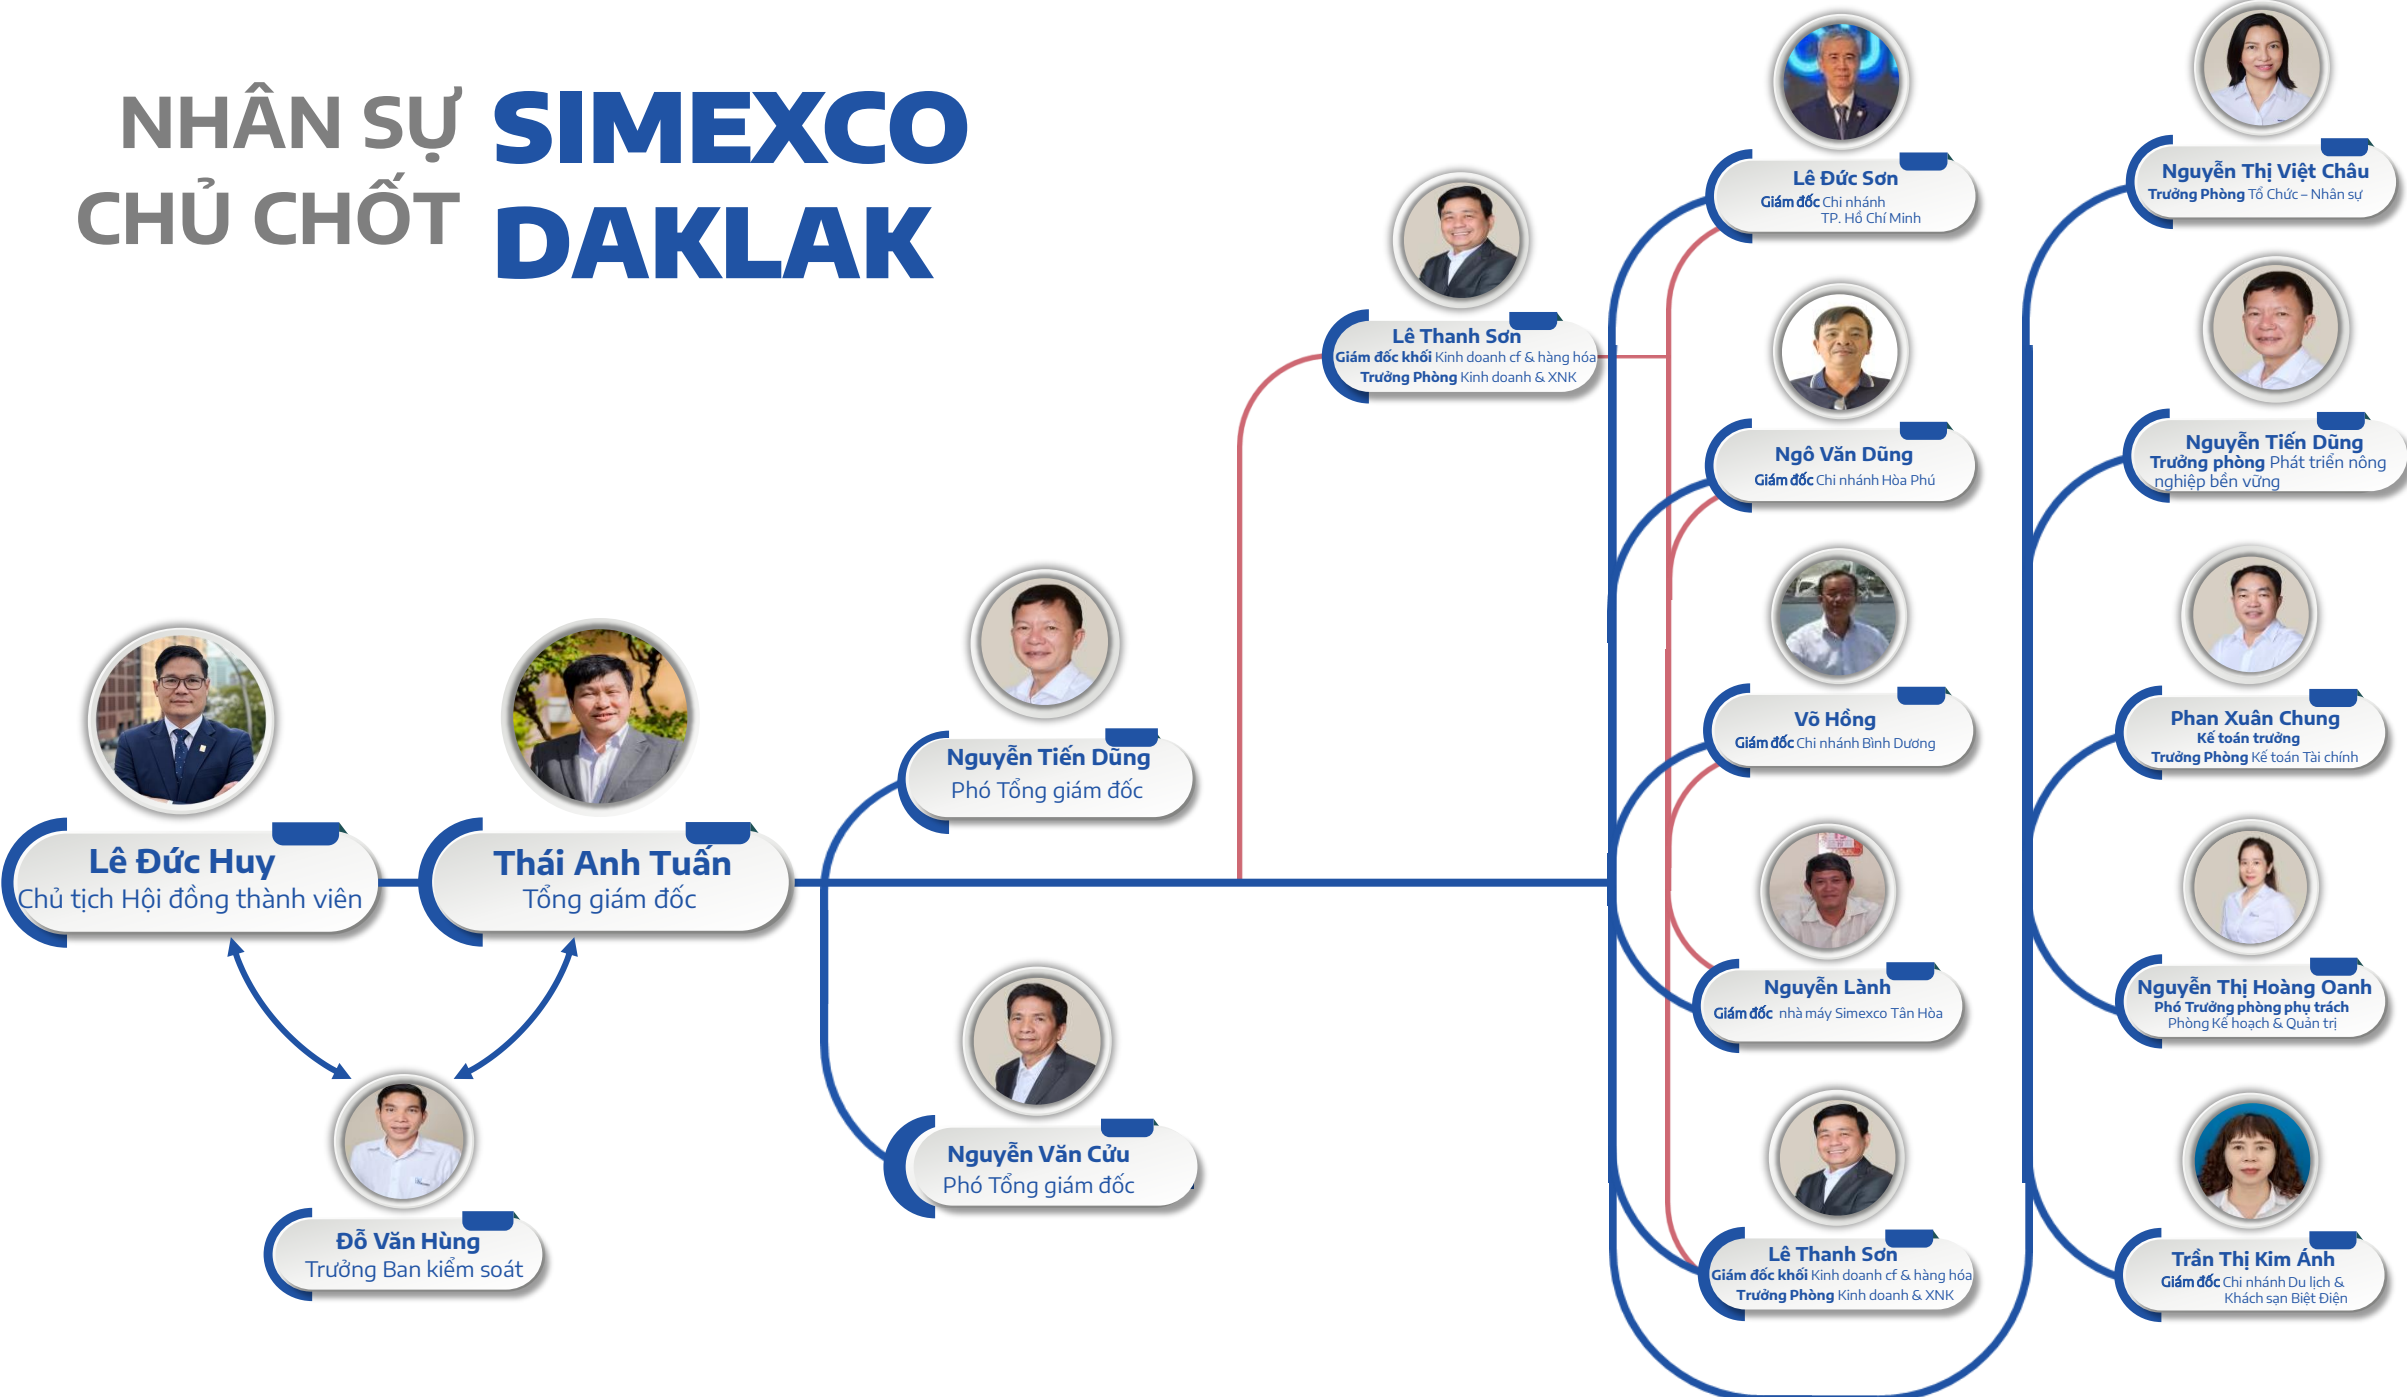 NHÂN SỰ
CHỦ CHỐT
SIMEXCO
DAKLAK
Lê Đức Huy
Chủ tịch Hội đồng thành viên
Thái Anh Tuấn
Tổng giám đốc
Đỗ Văn Hùng
Trưởng Ban kiểm soát
Nguyễn Tiến Dũng
Phó Tổng giám đốc
Nguyễn Văn Cửu
Phó Tổng giám đốc
Lê Thanh Sơn
Giám đốc khối Kinh doanh cf & hàng hóa
Trưởng Phòng Kinh doanh & XNK
Lê Đức Sơn
Giám đốc Chi nhánh
TP. Hồ Chí Minh
Ngô Văn Dũng
Giám đốc Chi nhánh Hòa Phú
Võ Hồng
Giám đốc Chi nhánh Bình Dương
Nguyễn Lành
Giám đốc nhà máy Simexco Tân Hòa
Lê Thanh Sơn
Giám đốc khối Kinh doanh cf & hàng hóa
Trưởng Phòng Kinh doanh & XNK
Nguyễn Thị Việt Châu
Trưởng Phòng Tổ Chức – Nhân sự
Nguyễn Tiến Dũng
Trưởng phòng Phát triển nông
nghiệp bền vững
Phan Xuân Chung
Kế toán trưởng
Trưởng Phòng Kế toán Tài chính
Nguyễn Thị Hoàng Oanh
Phó Trưởng phòng phụ trách
Phòng Kế hoạch & Quản trị
Trần Thị Kim Ánh
Giám đốc Chi nhánh Du lịch &
Khách sạn Biệt Điện